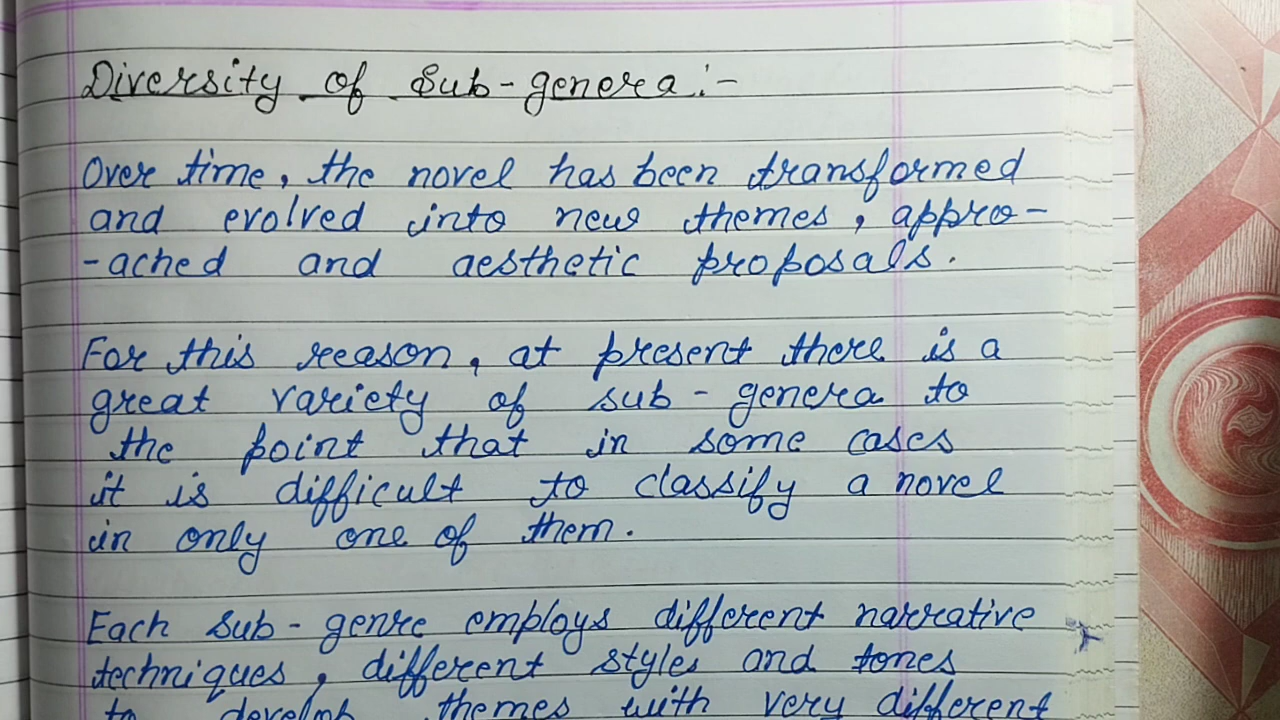 Diversity of Sub-genera :-
Over time, the novel has been transformed
and evolved into new themes, appro-
-ached and aesthetic proposals.
For this reason, at present there is a
great variety of sub-genera to
the point that in some cases
it is difficult to classify a novel
in only one of them.
Each sub-genre employs different narrative
techniques, different styles and tones
to develop themes with very different